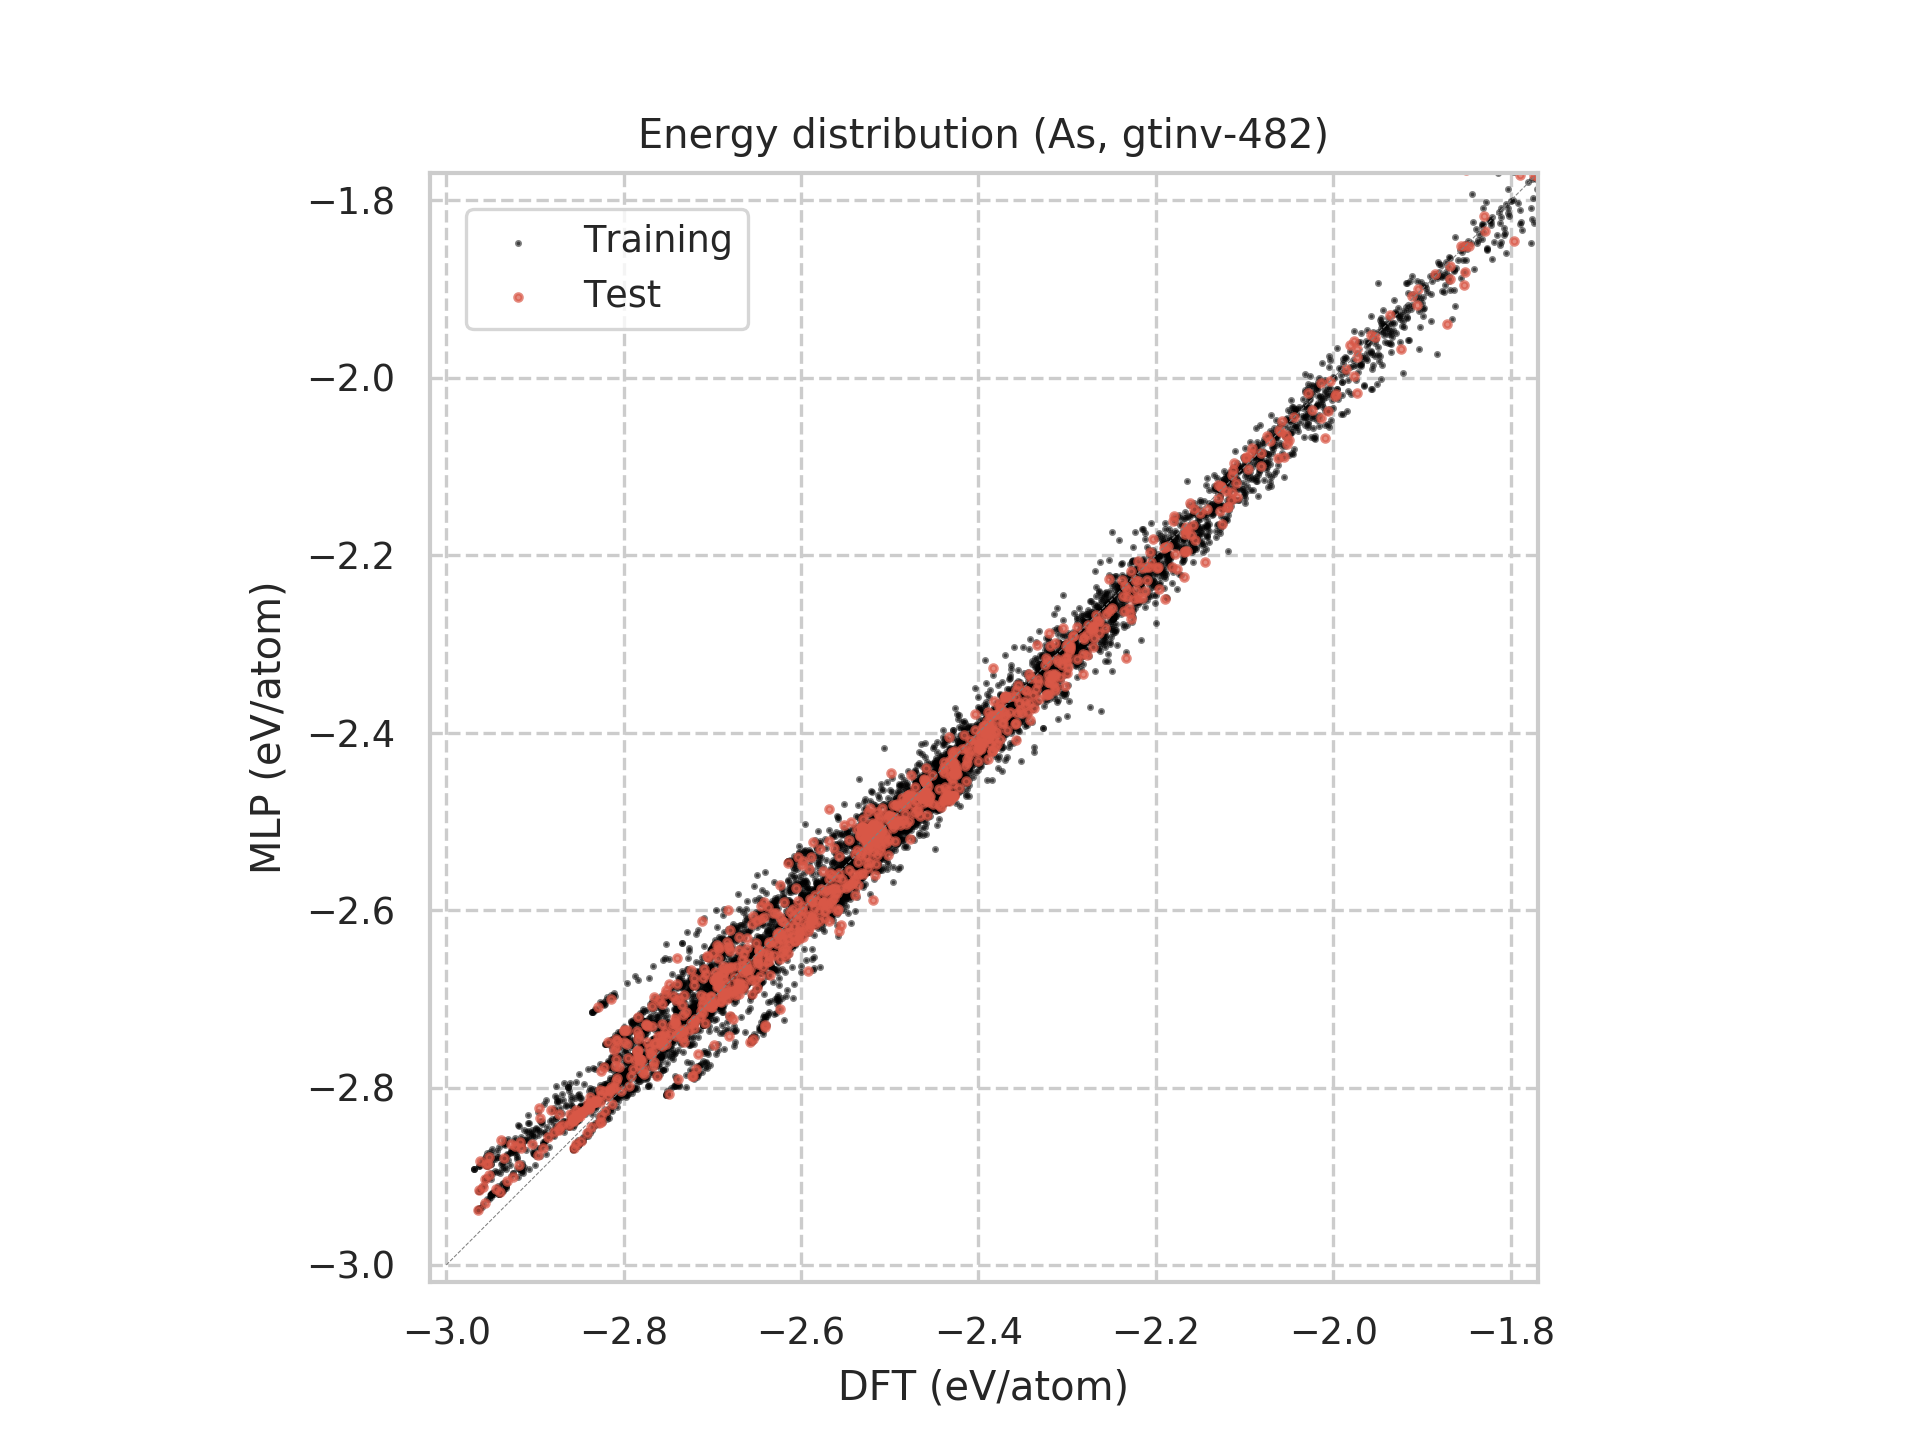 Energy distribution (As, gtinv-482)
Training
Test
MLP (eV/atom)
−1.8
−2.0
−2.2
−2.4
−2.6
−2.8
−3.0
−3.0 −2.8 −2.6 −2.4 −2.2 −2.0 −1.8
DFT (eV/atom)